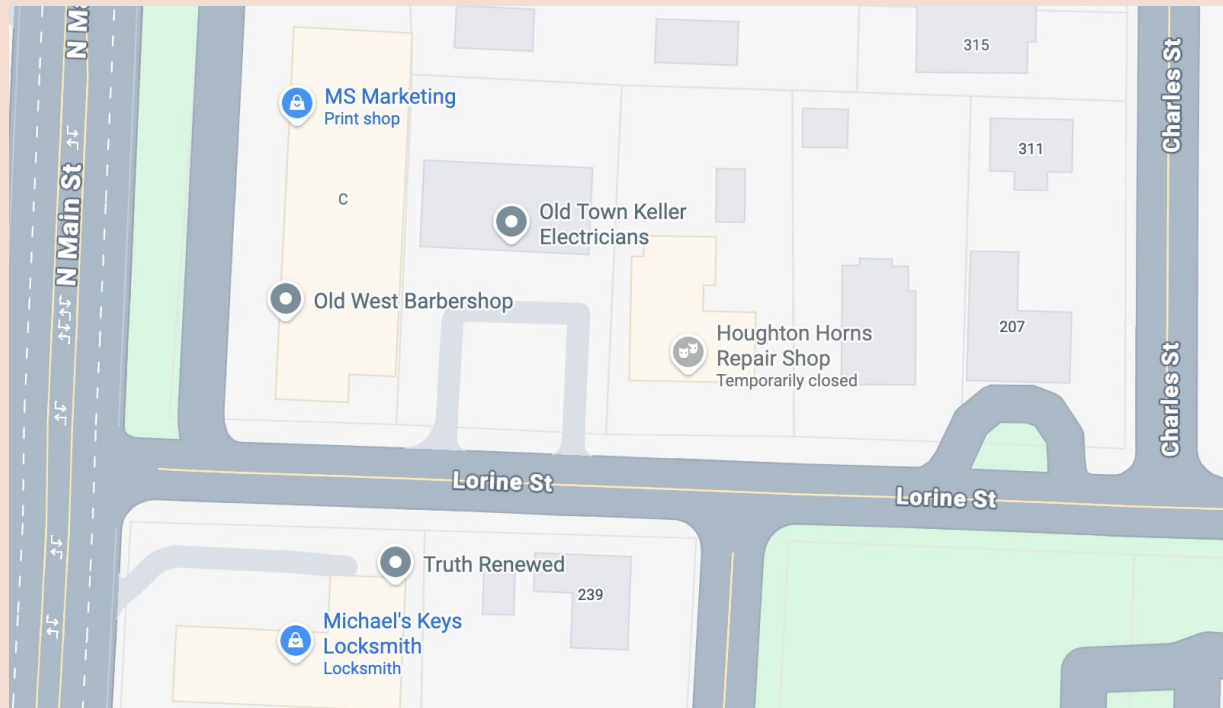 N Ma
MS Marketing
Print shop
C
N Main St
Old Town Keller
Electricians
Old West Barbershop
Houghton Horns
Repair Shop
Temporarily closed
315
311
207
Charles St
Charles St
Lorine St
Lorine St
Truth Renewed
239
Michael's Keys
Locksmith
Locksmith